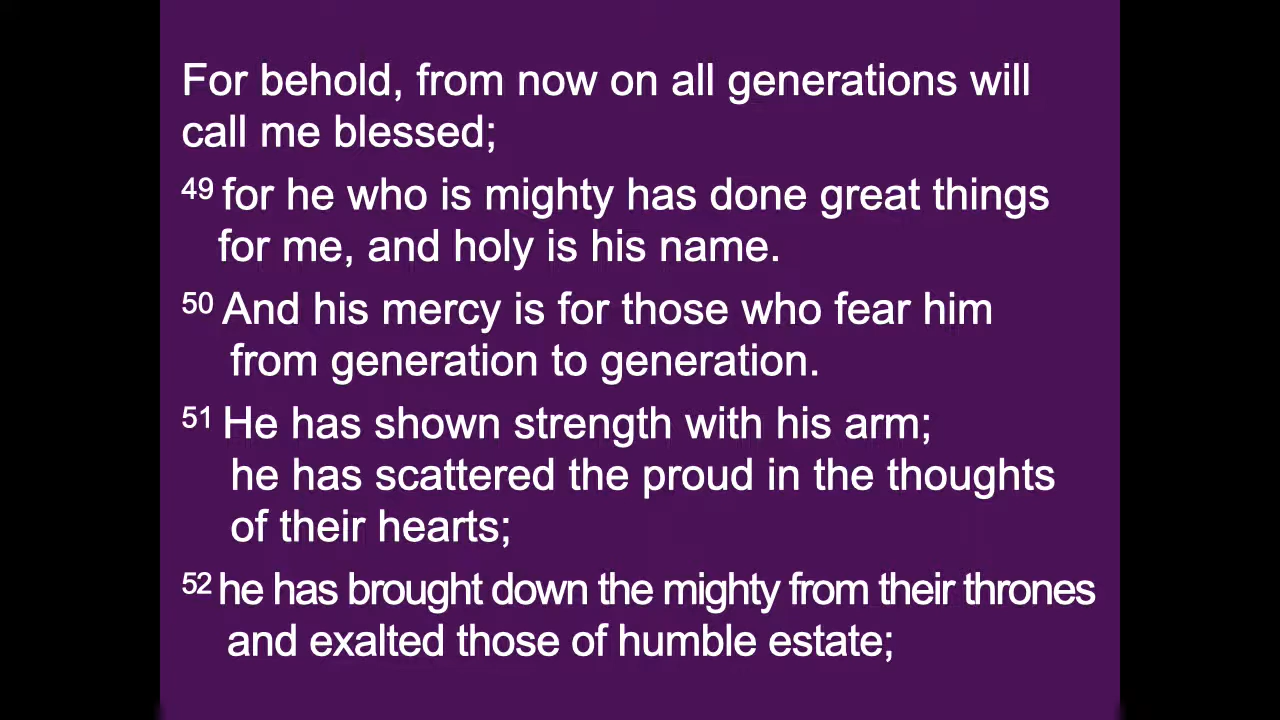 For behold, from now on all generations will
call me blessed;
49 for he who is mighty has done great things
for me, and holy is his name.
50 And his mercy is for those who fear him
from generation to generation.
51 He has shown strength with his arm;
he has scattered the proud in the thoughts
of their hearts;
52 he has brought down the mighty from their thrones
and exalted those of humble estate;